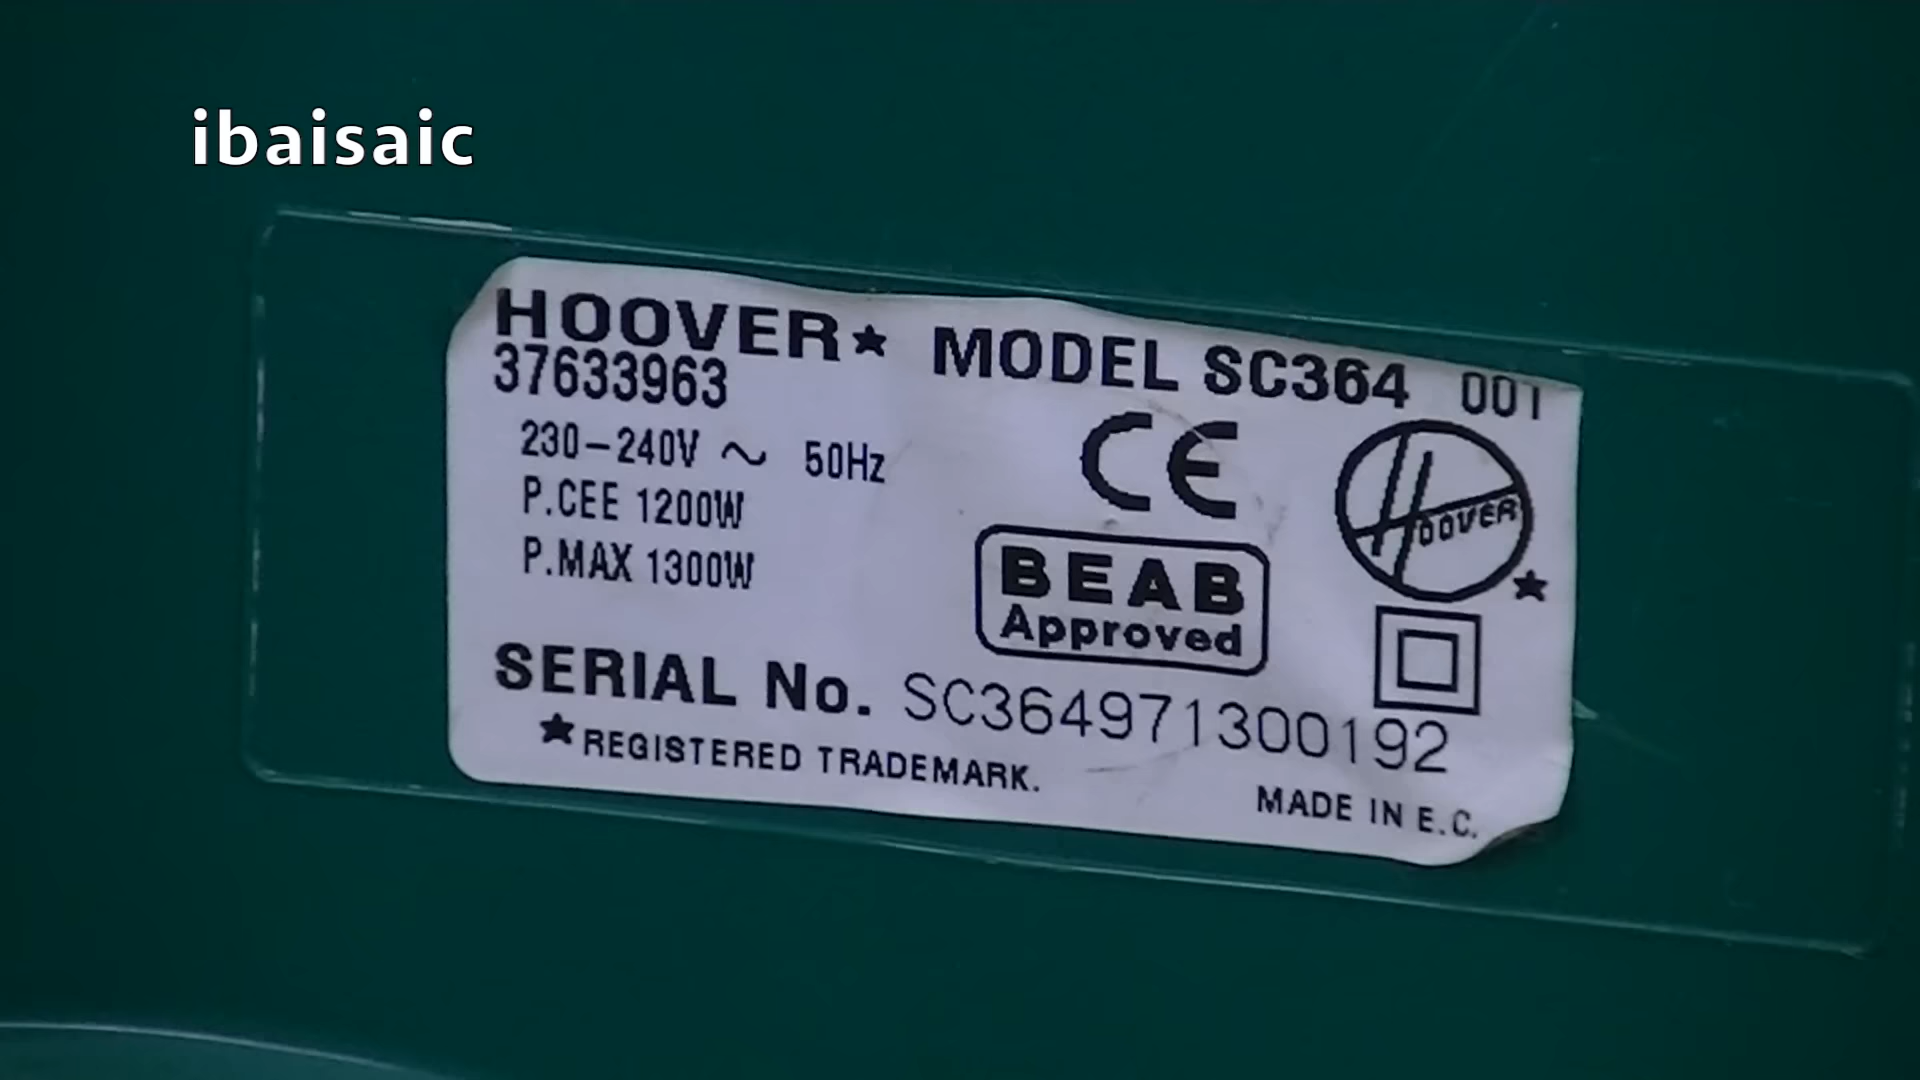 ibaisaic
HOOVER★ MODEL SC364 001
37633963
230-240V ~ 50Hz
P.CEE 1200W
P.MAX 1300W
CE
HOOVER ★
BEAB
Approved
SERIAL No. SC364971300192
★REGISTERED TRADEMARK.
MADE IN E.C.